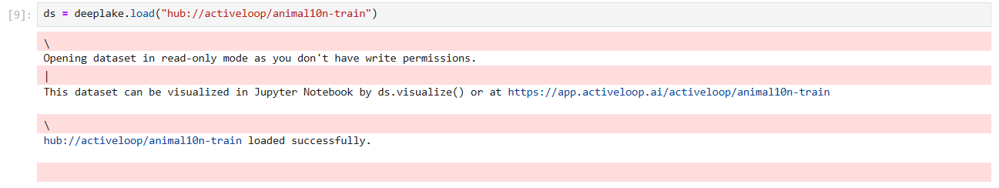 [9]: ds = deeplake.load("hub://activeloop/animal10n-train")
\
Opening dataset in read-only mode as you don't have write permissions.
|
This dataset can be visualized in Jupyter Notebook by ds.visualize() or at https://app.activeloop.ai/activeloop/animal10n-train
\
hub://activeloop/animal10n-train loaded successfully.